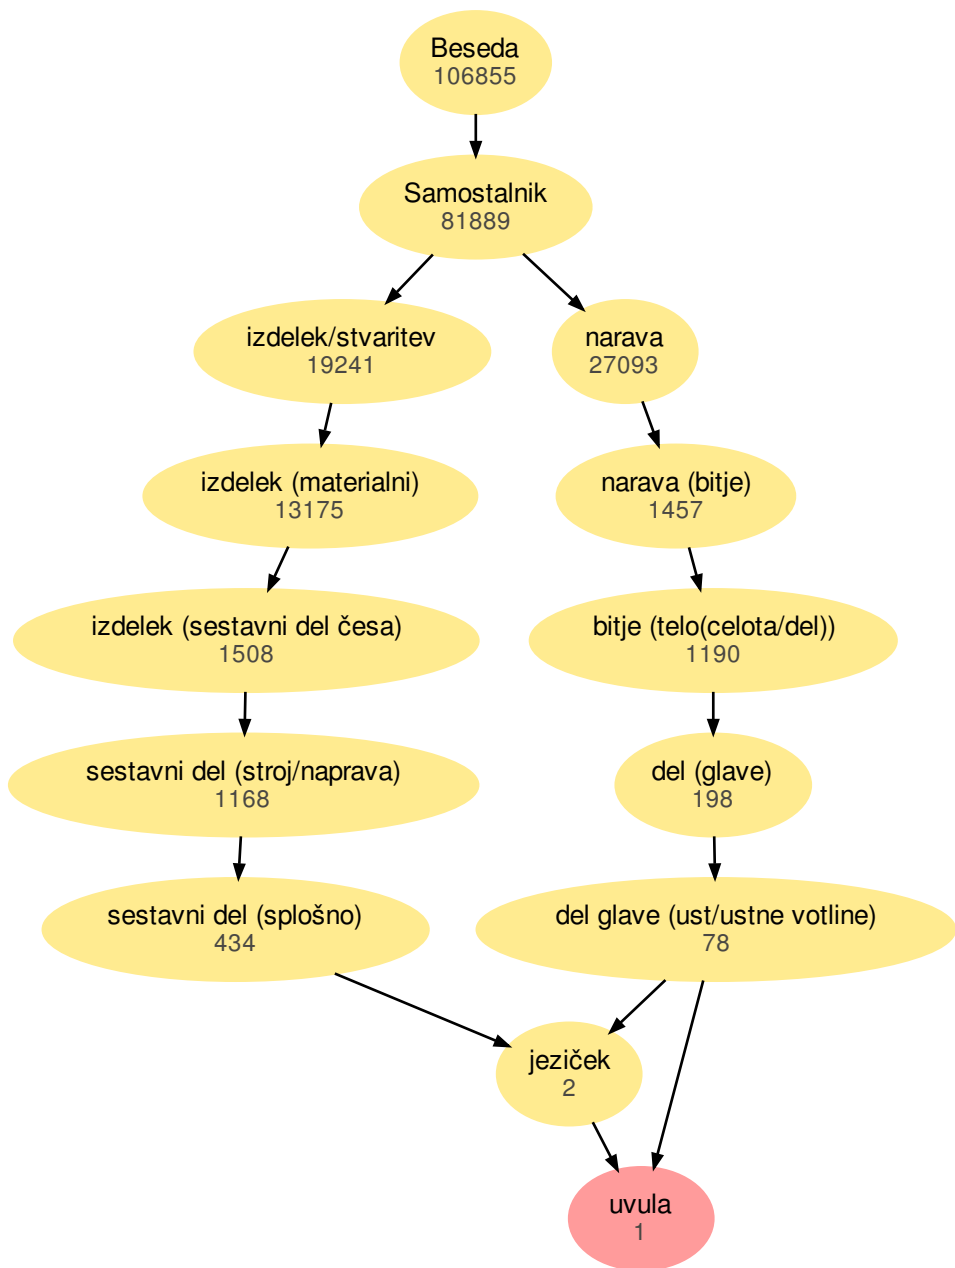 Beseda
106855
Samostalnik
81889
izdelek/stvaritev
19241
narava
27093
izdelek (materialni)
13175
narava (bitje)
1457
izdelek (sestavni del česa)
1508
bitje (telo(celota/del))
1190
sestavni del (stroj/naprava)
1168
del (glave)
198
sestavni del (splošno)
434
del glave (ust/ustne votline)
78
jeziček
2
uvula
1